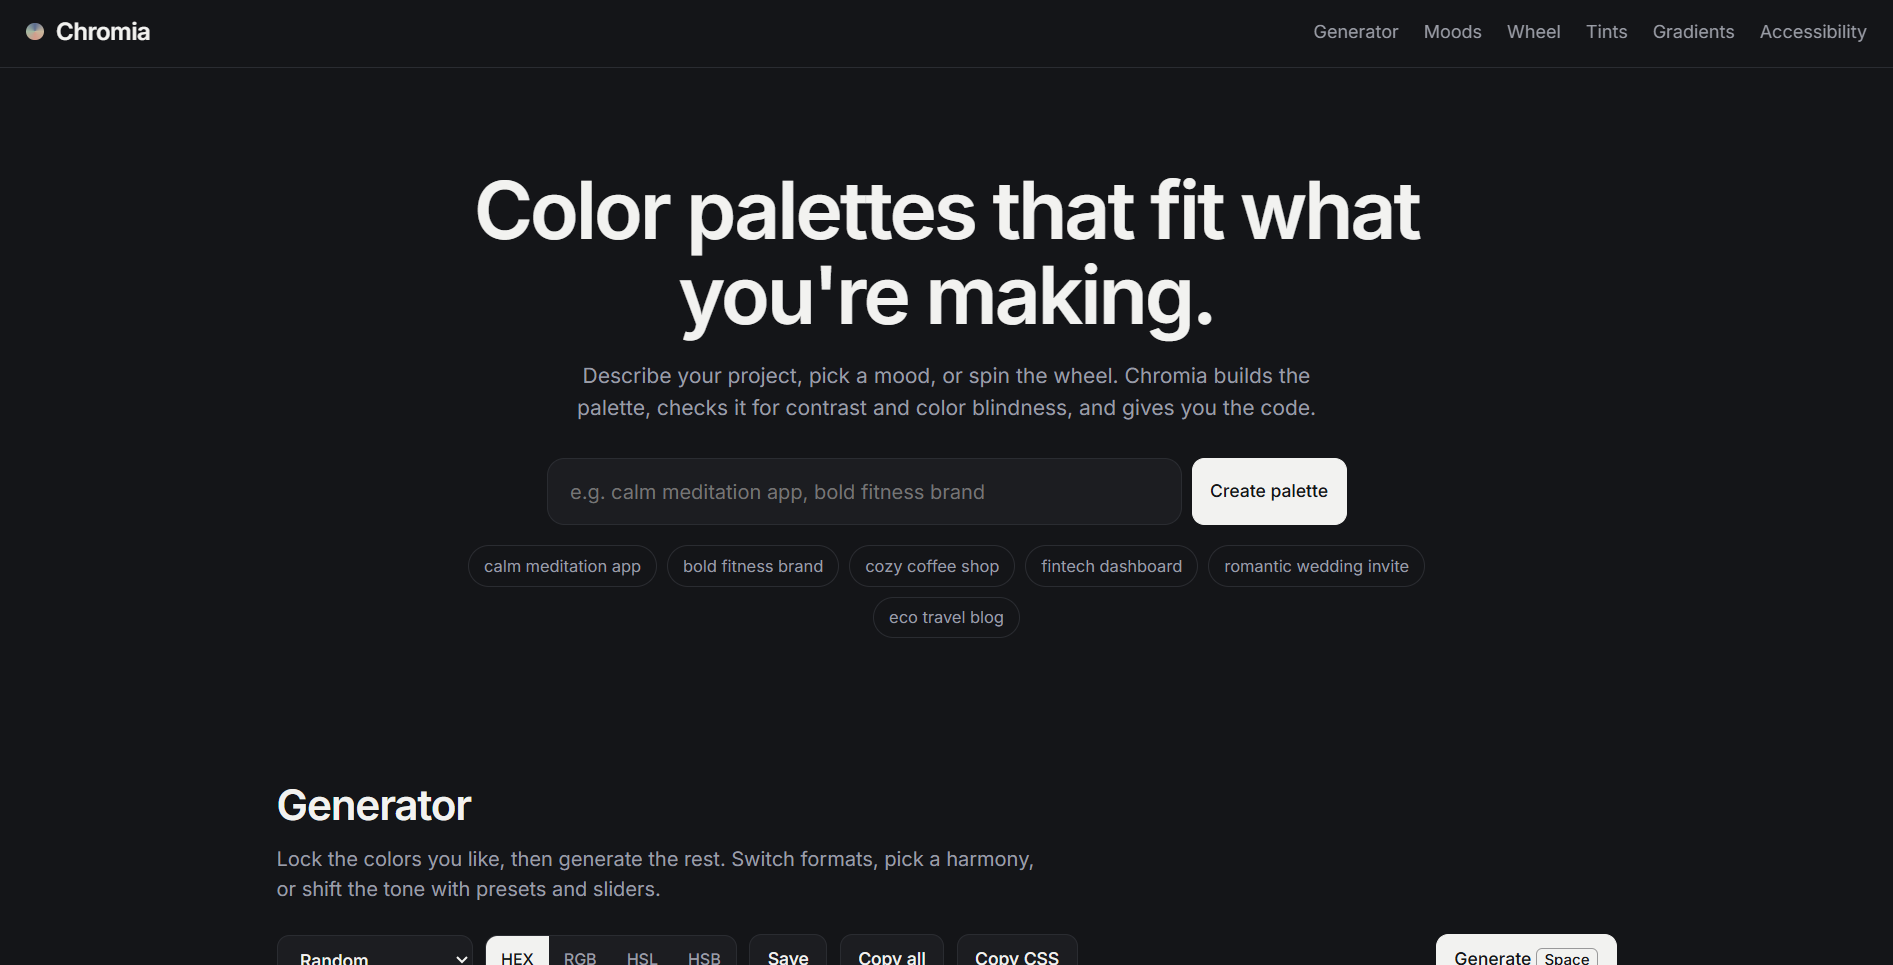 Chromia
Generator Moods Wheel Tints Gradients Accessibility
Color palettes that fit what
you're making.
Describe your project, pick a mood, or spin the wheel. Chromia builds the
palette, checks it for contrast and color blindness, and gives you the code.
e.g. calm meditation app, bold fitness brand
Create palette
calm meditation app
bold fitness brand
cozy coffee shop
fintech dashboard
romantic wedding invite
eco travel blog
Generator
Lock the colors you like, then generate the rest. Switch formats, pick a harmony,
or shift the tone with presets and sliders.
Random
HEX RGB HSL HSB
Save
Copy all
Copy CSS
Generate Space